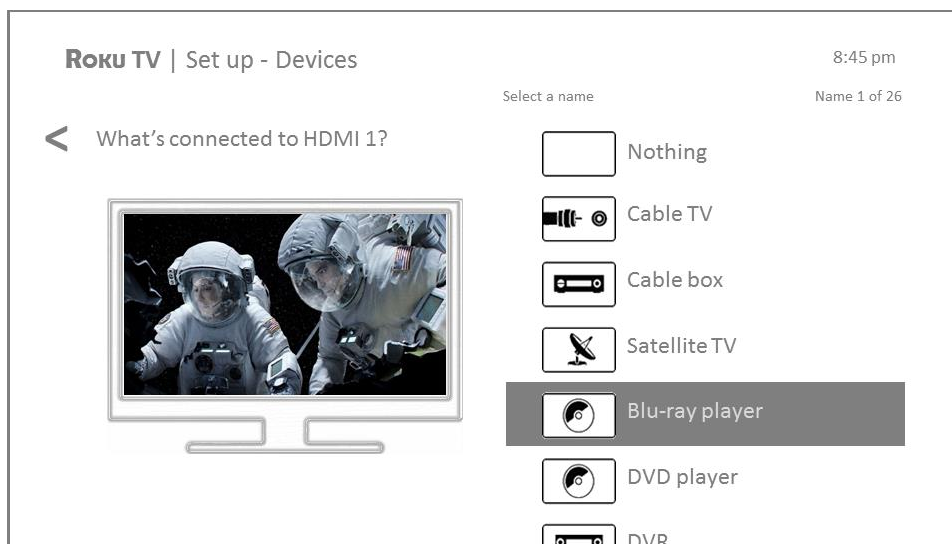 ROKU TV | Set up - Devices
8:45 pm
Select a name
Name 1 of 26
< What's connected to HDMI 1?
Nothing
Cable TV
Cable box
Satellite TV
Blu-ray player
DVD player
DVR